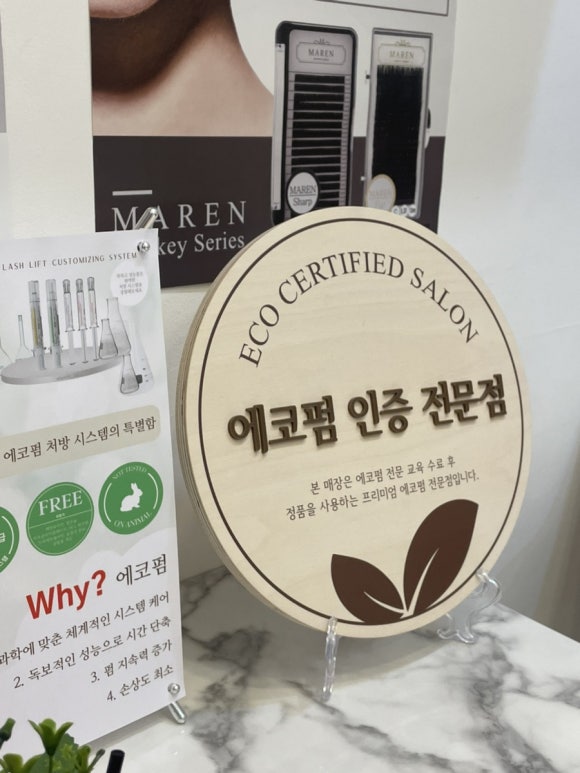 MAREN
MAREN
MAREN
Sharp
MAREN
key Series
LASH LIFT CUSTOMIZING SYSTEM
에코펌 처방 시스템의 특별함
FREE
NOT TESTED
ON ANIMAL
Why? 에코펌
과학에 맞춘 체계적인 시스템 케어
2. 독보적인 성능으로 시간 단축
3. 펌 지속력 증가
4. 손상도 최소
ECO CERTIFIED SALON
에코펌 인증 전문점
본 매장은 에코펌 전문 교육 수료 후
정품을 사용하는 프리미엄 에코펌 전문점입니다.